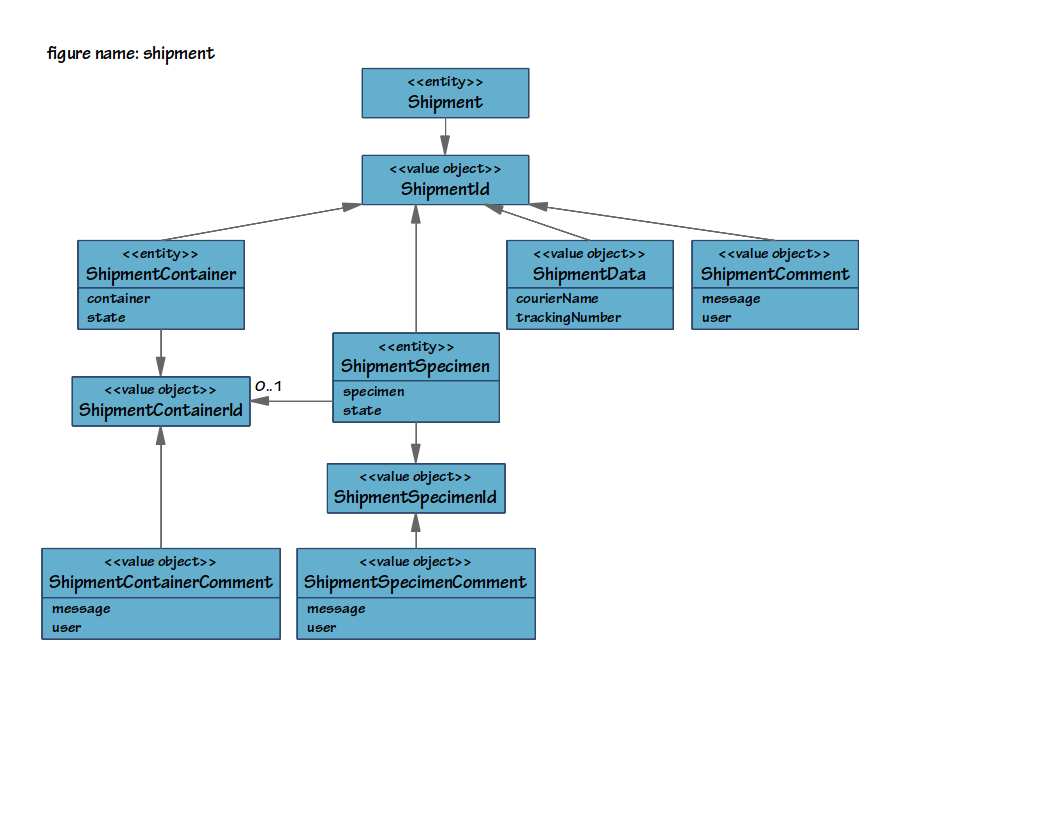 figure name: shipment
<<entity>>
Shipment
<<value object>>
ShipmentId
<<entity>>
ShipmentContainer
container
state
<<value object>>
ShipmentData
courierName
trackingNumber
<<value object>>
ShipmentComment
message
user
<<entity>>
ShipmentSpecimen
specimen
state
<<value object>>
ShipmentContainerId
0..1
<<value object>>
ShipmentSpecimenId
<<value object>>
ShipmentContainerComment
message
user
<<value object>>
ShipmentSpecimenComment
message
user